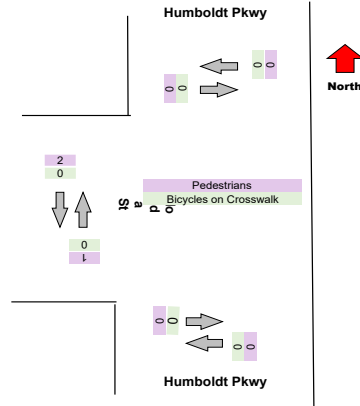 Humboldt Pkwy
0 0
0 0
North
2
0
Pedestrians
Bicycles on Crosswalk
St
0
1
0 0
0 0
Humboldt Pkwy